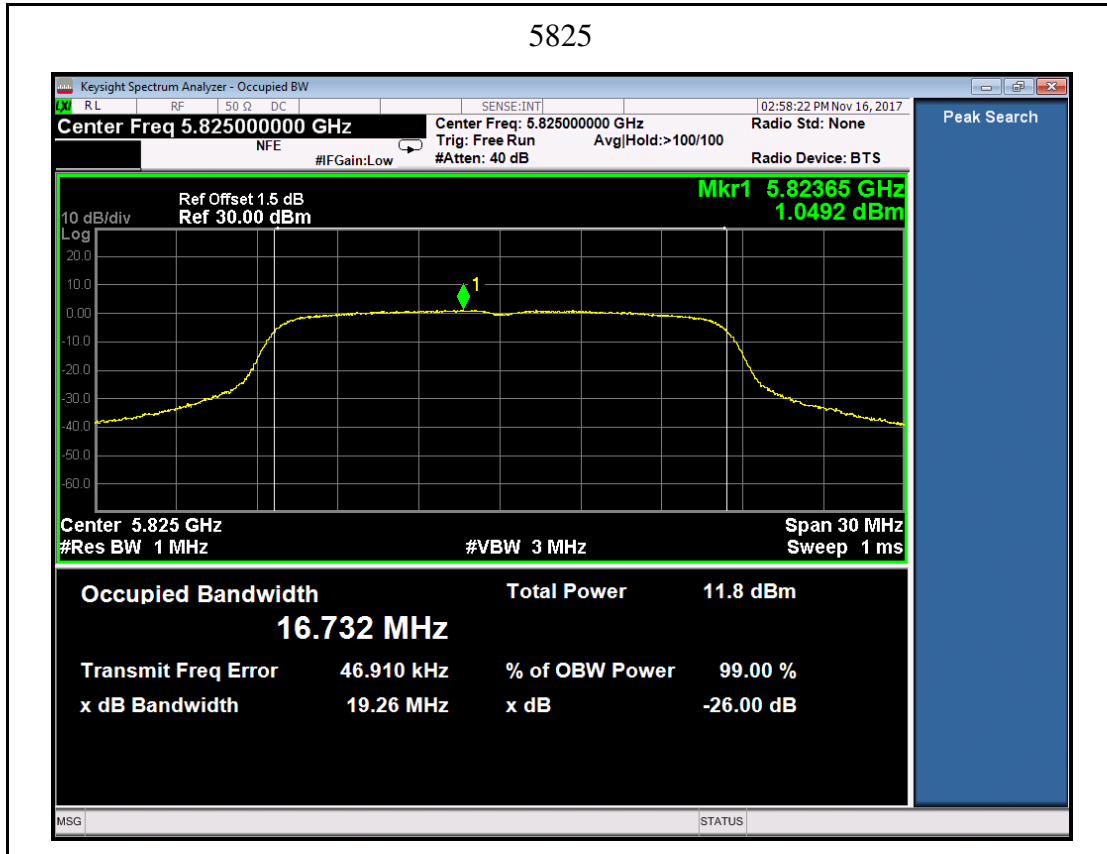 5825
Keysight Spectrum Analyzer - Occupied BW
LXI RL RF 50 Ω DC SENSE:INT 02:58:22 PM Nov 16, 2017
Center Freq 5.825000000 GHz Center Freq: 5.825000000 GHz Radio Std: None Peak Search
NFE Trig: Free Run Avg|Hold:>100/100
#IFGain:Low #Atten: 40 dB Radio Device: BTS
Mkr1 5.82365 GHz
Ref Offset 1.5 dB
10 dB/div Ref 30.00 dBm 1.0492 dBm
Log
20.0
10.0
1
0.00
-10.0
-20.0
-30.0
-40.0
-50.0
-60.0
Center 5.825 GHz Span 30 MHz
#Res BW 1 MHz #VBW 3 MHz Sweep 1 ms
Occupied Bandwidth Total Power 11.8 dBm
16.732 MHz
Transmit Freq Error 46.910 kHz % of OBW Power 99.00 %
x dB Bandwidth 19.26 MHz x dB -26.00 dB
MSG STATUS